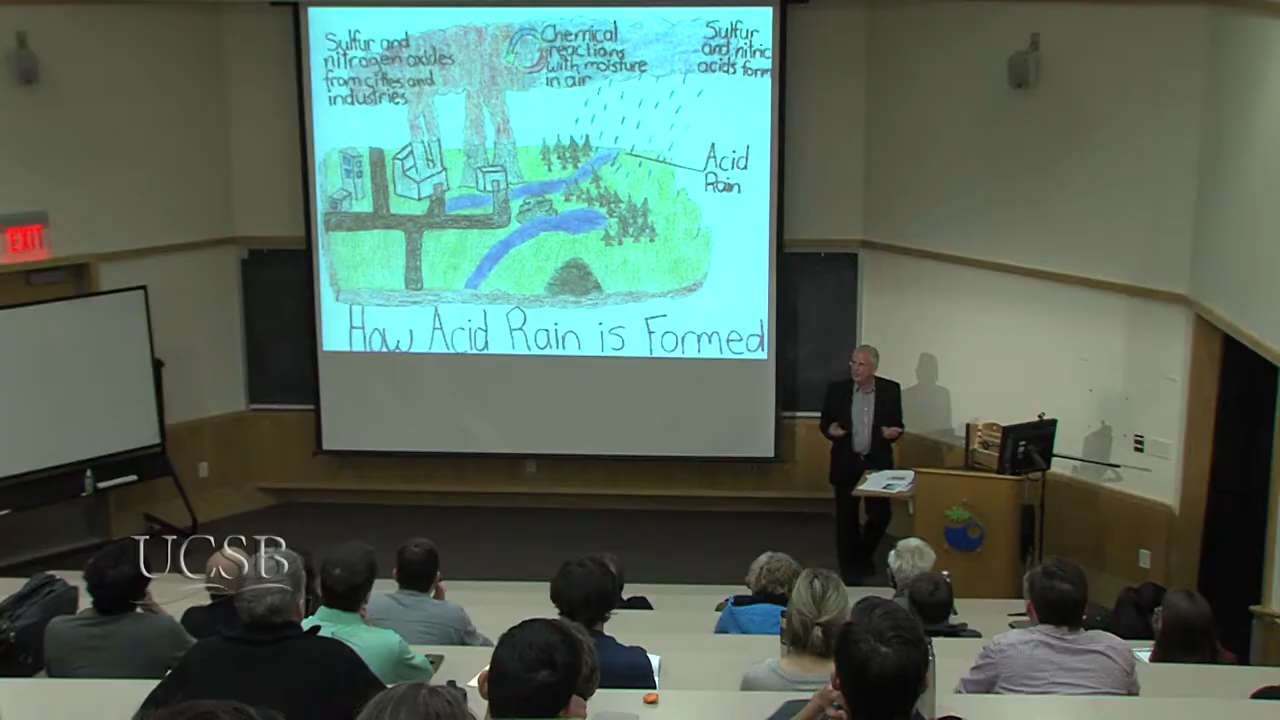 Sulfur and
nitrogen oxides
from cities and
industries
Chemical
reactions
with moisture
in air
Sulfur
and nitric
acids form
Acid
Rain
How Acid Rain is Formed
EXIT
UCSB